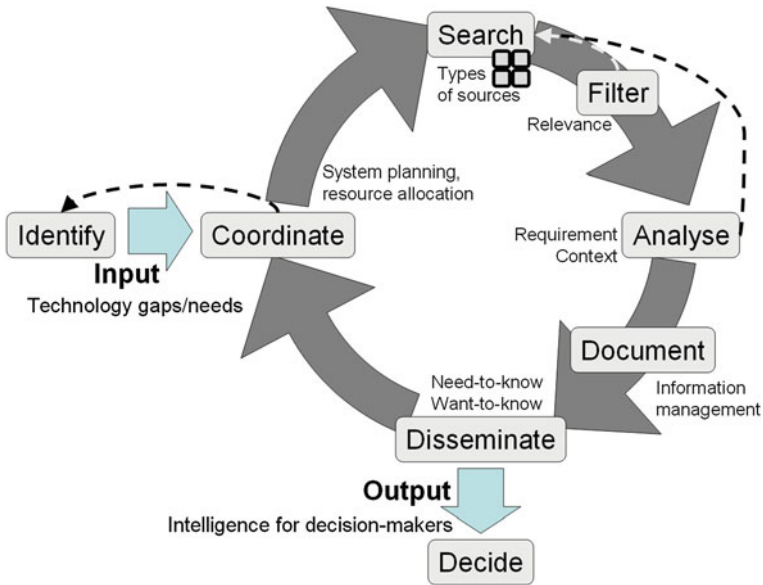 Search
Types
of sources
Filter
Relevance
System planning,
resource allocation
Identify
Coordinate
Requirement
Context
Analyse
Input
Technology gaps/needs
Document
Information
management
Need-to-know
Want-to-know
Disseminate
Output
Intelligence for decision-makers
Decide